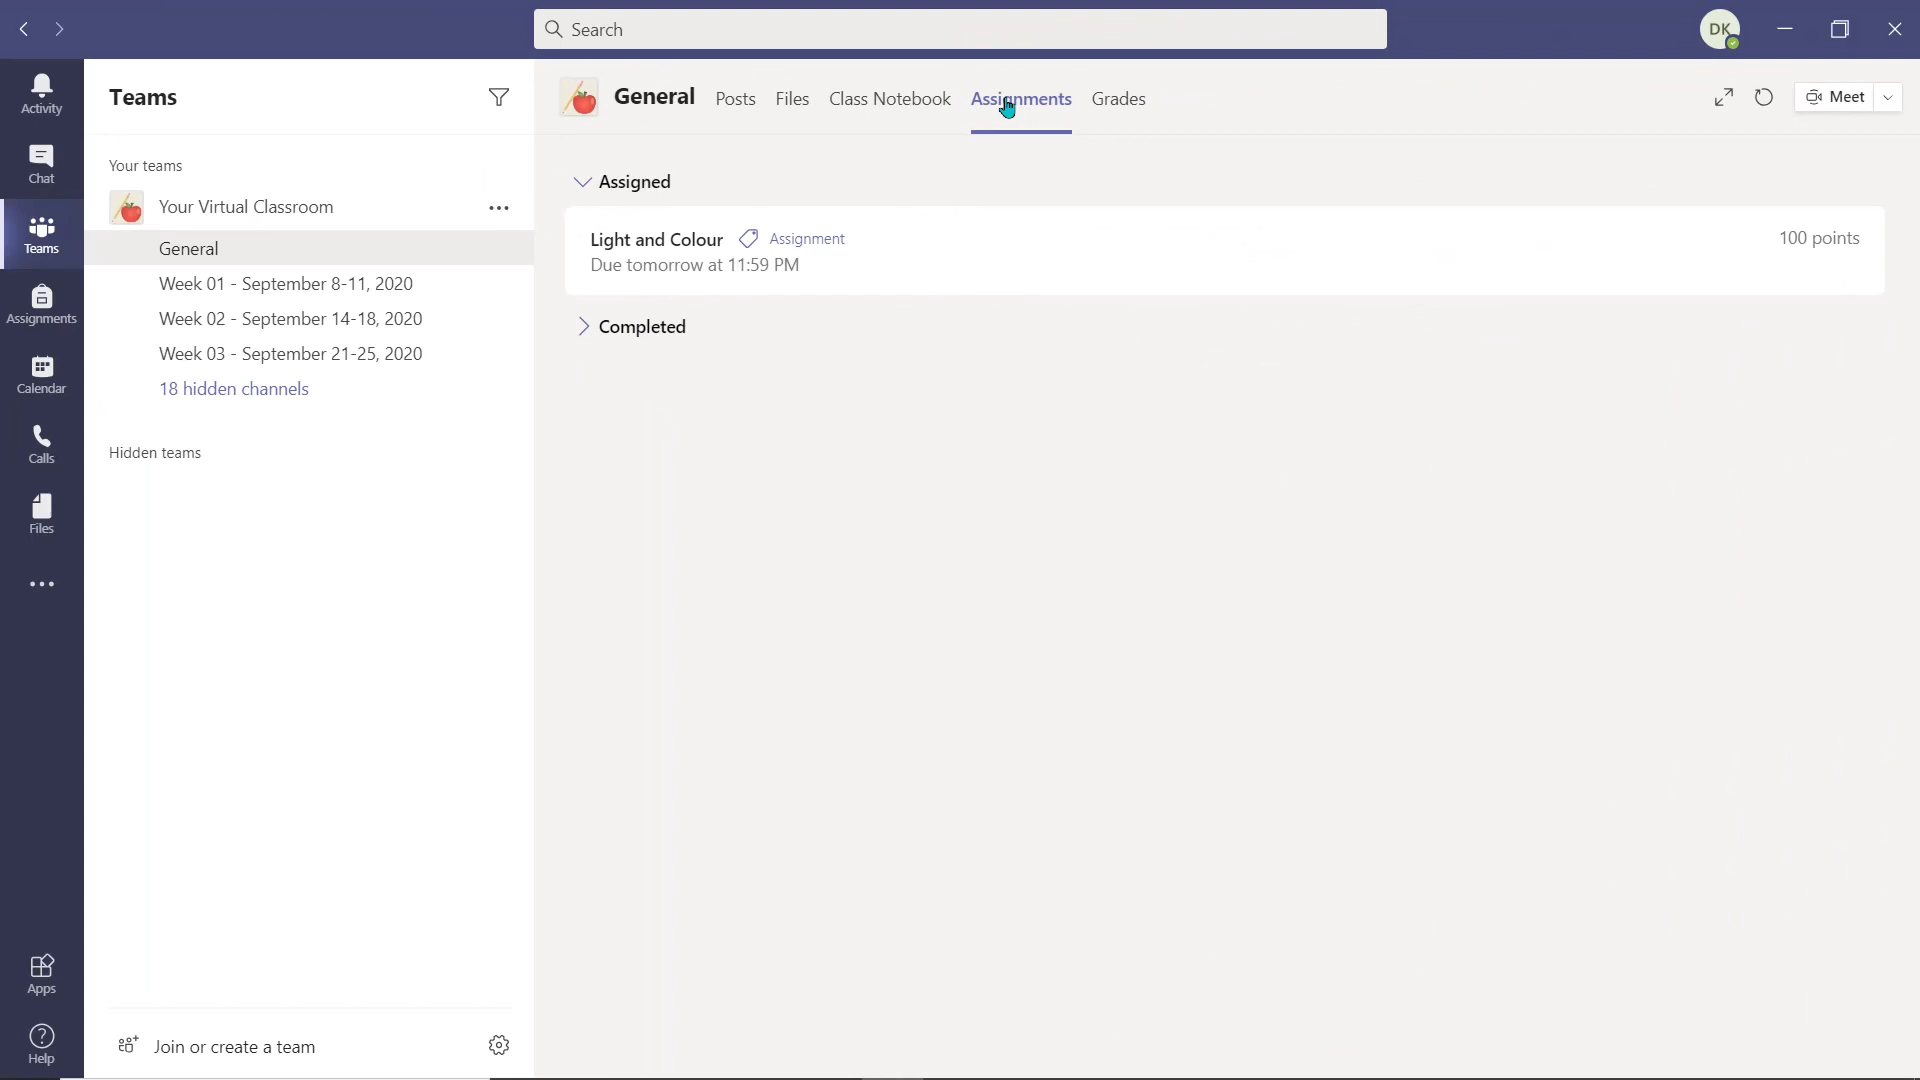 Search
DK
Activity
Chat
Teams
Assignments
Calendar
Calls
Files
Apps
Help
Teams
Your teams
Your Virtual Classroom
General
Week 01 - September 8-11, 2020
Week 02 - September 14-18, 2020
Week 03 - September 21-25, 2020
18 hidden channels
Hidden teams
Join or create a team
General Posts Files Class Notebook Assignments Grades
Meet
Assigned
Light and Colour Assignment 100 points
Due tomorrow at 11:59 PM
Completed